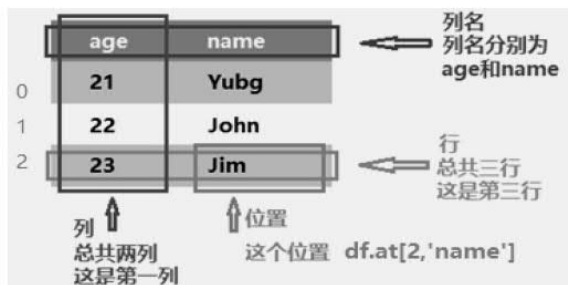 age name
列名
列名分别为
age和name
0 21 Yubg
1 22 John
2 23 Jim
行
总共三行
这是第三行
列
总共两列
这是第一列
位置
这个位置 df.at[2,'name']